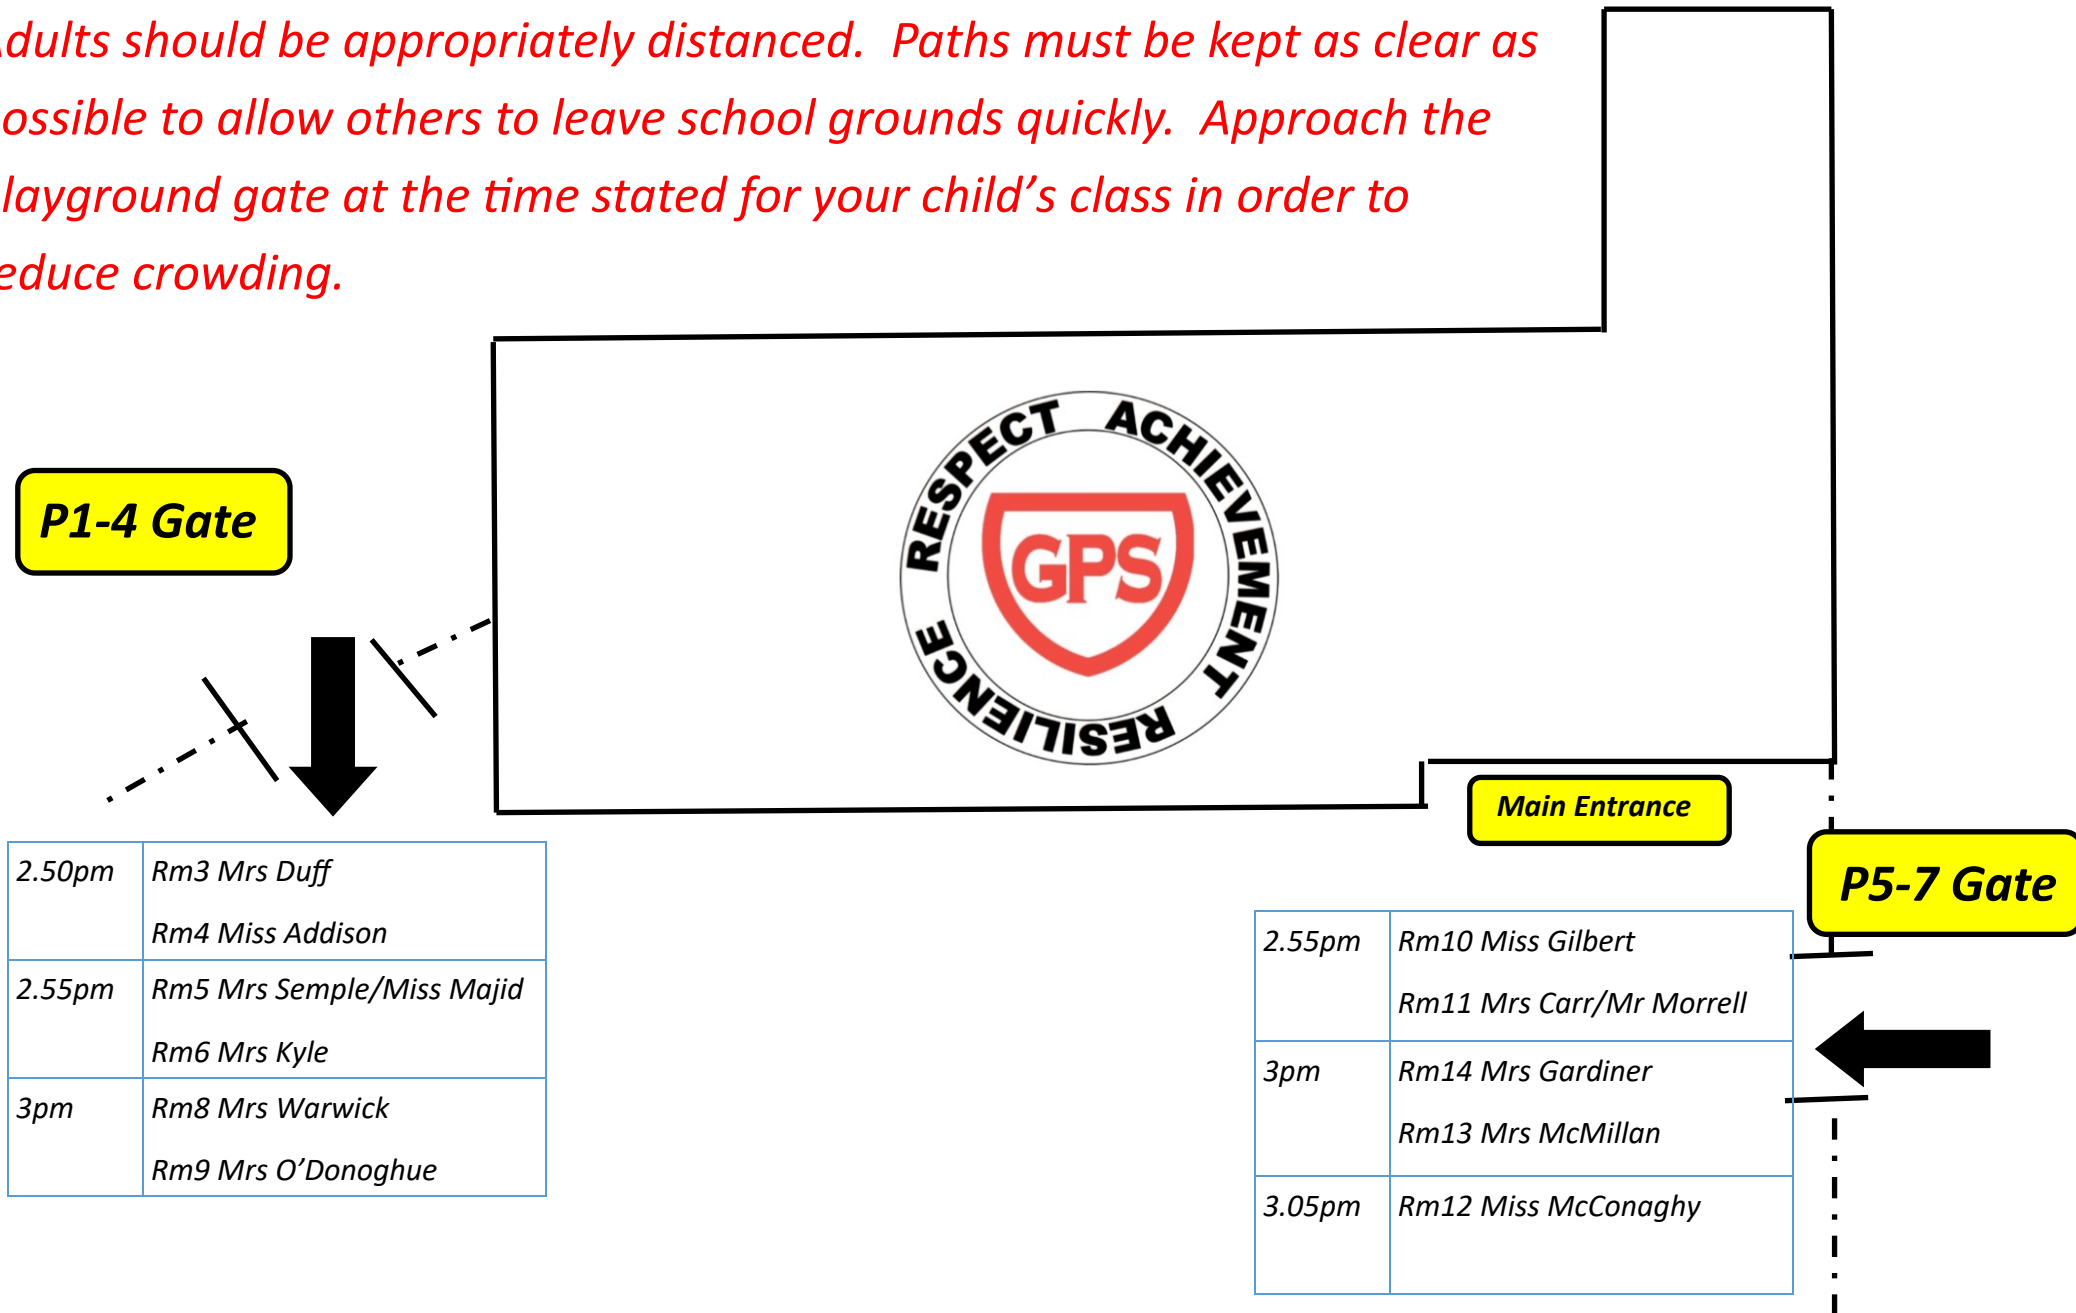 dults should be appropriately distanced. Paths must be kept as clear as
ossible to allow others to leave school grounds quickly. Approach the
layground gate at the time stated for your child’s class in order to
educe crowding.
RESPECT ACHIEVEMENT RESILIENCE
GPS
P1-4 Gate
Main Entrance
P5-7 Gate
2.50pm Rm3 Mrs Duff
Rm4 Miss Addison
2.55pm Rm5 Mrs Semple/Miss Majid
Rm6 Mrs Kyle
3pm Rm8 Mrs Warwick
Rm9 Mrs O’Donoghue
2.55pm Rm10 Miss Gilbert
Rm11 Mrs Carr/Mr Morrell
3pm Rm14 Mrs Gardiner
Rm13 Mrs McMillan
3.05pm Rm12 Miss McConaghy